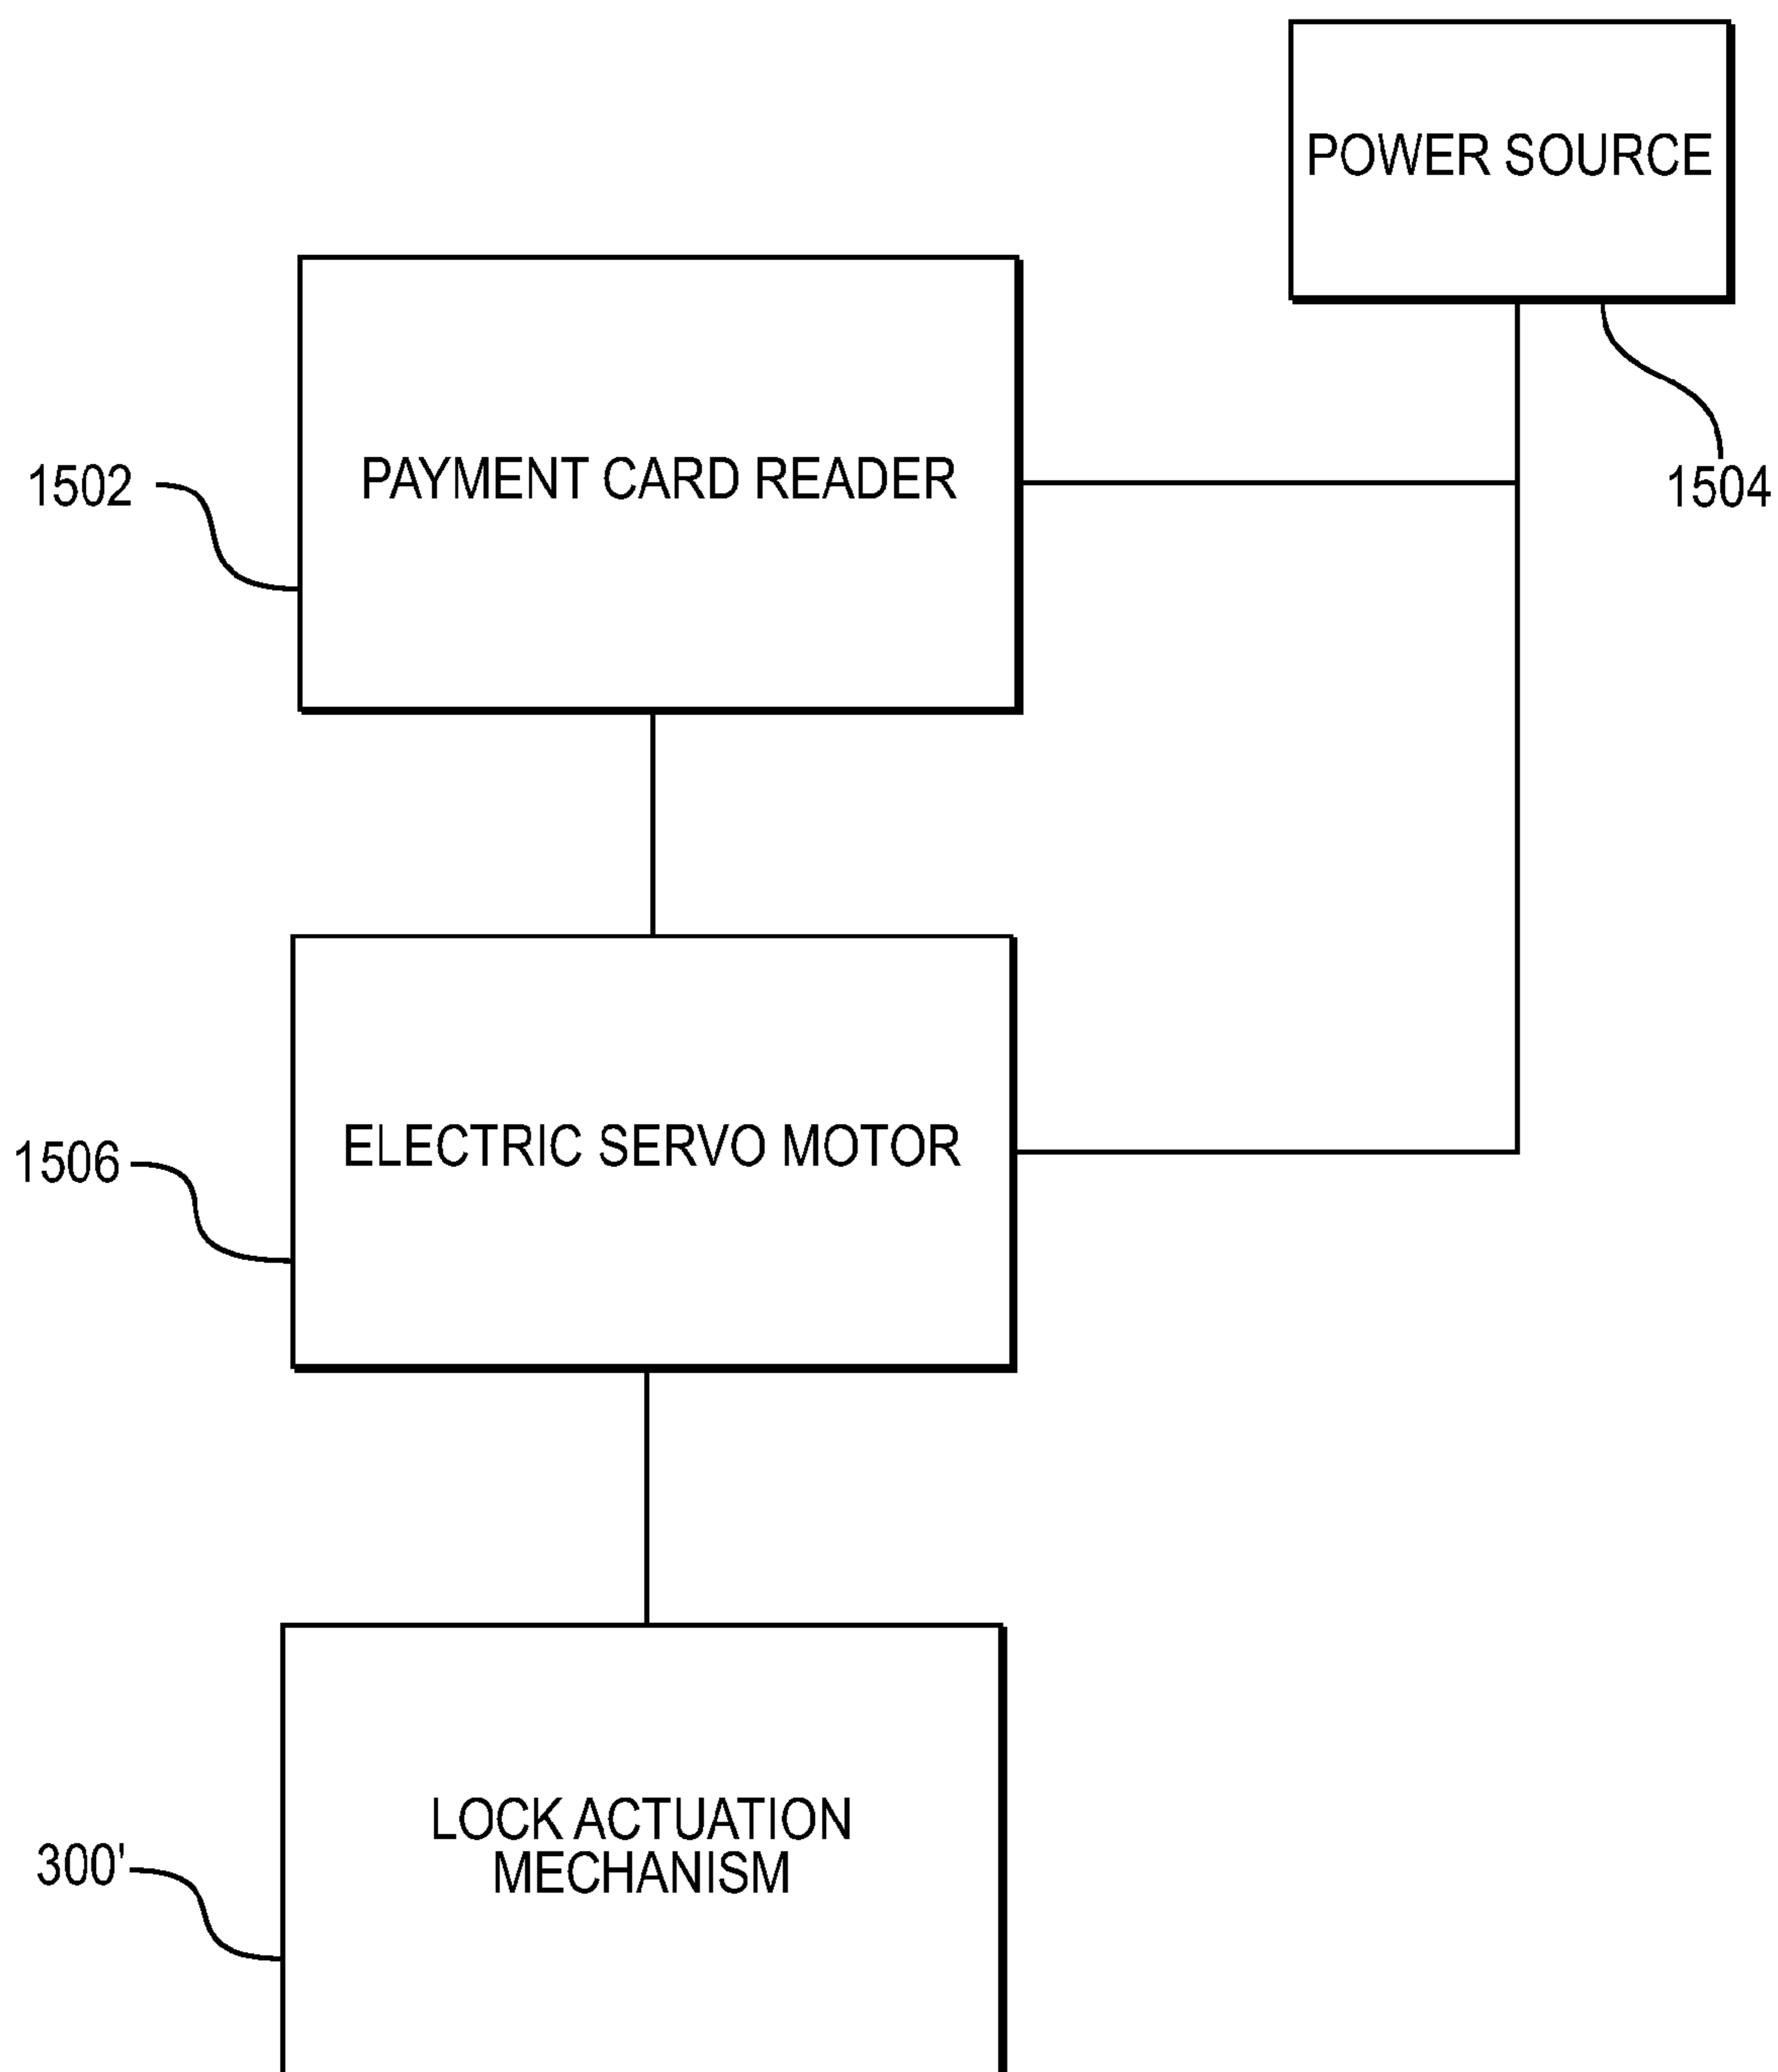 POWER SOURCE
PAYMENT CARD READER
1502
1504
ELECTRIC SERVO MOTOR
1506
LOCK ACTUATION
MECHANISM
300'